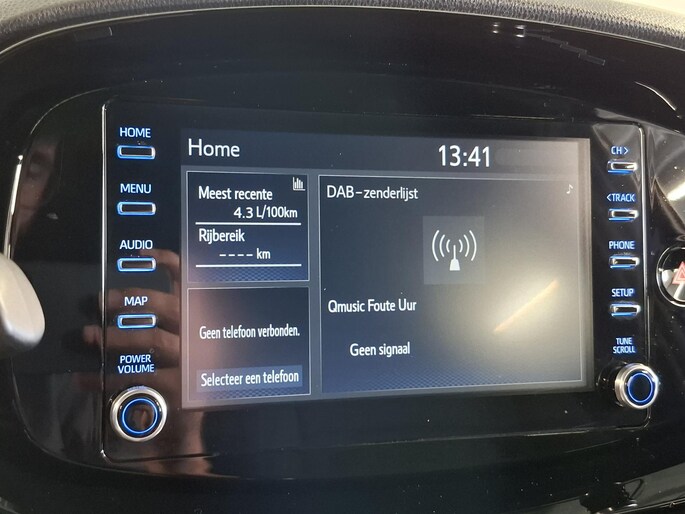 HOME
MENU
AUDIO
MAP
POWER
VOLUME
Home
13:41
Meest recente
4.3 L/100km
Rijbereik
---- km
Geen telefoon verbonden.
Selecteer een telefoon
DAB-zenderlijst
Qmusic Foute Uur
Geen signaal
CH >
< TRACK
PHONE
SETUP
TUNE
SCROLL